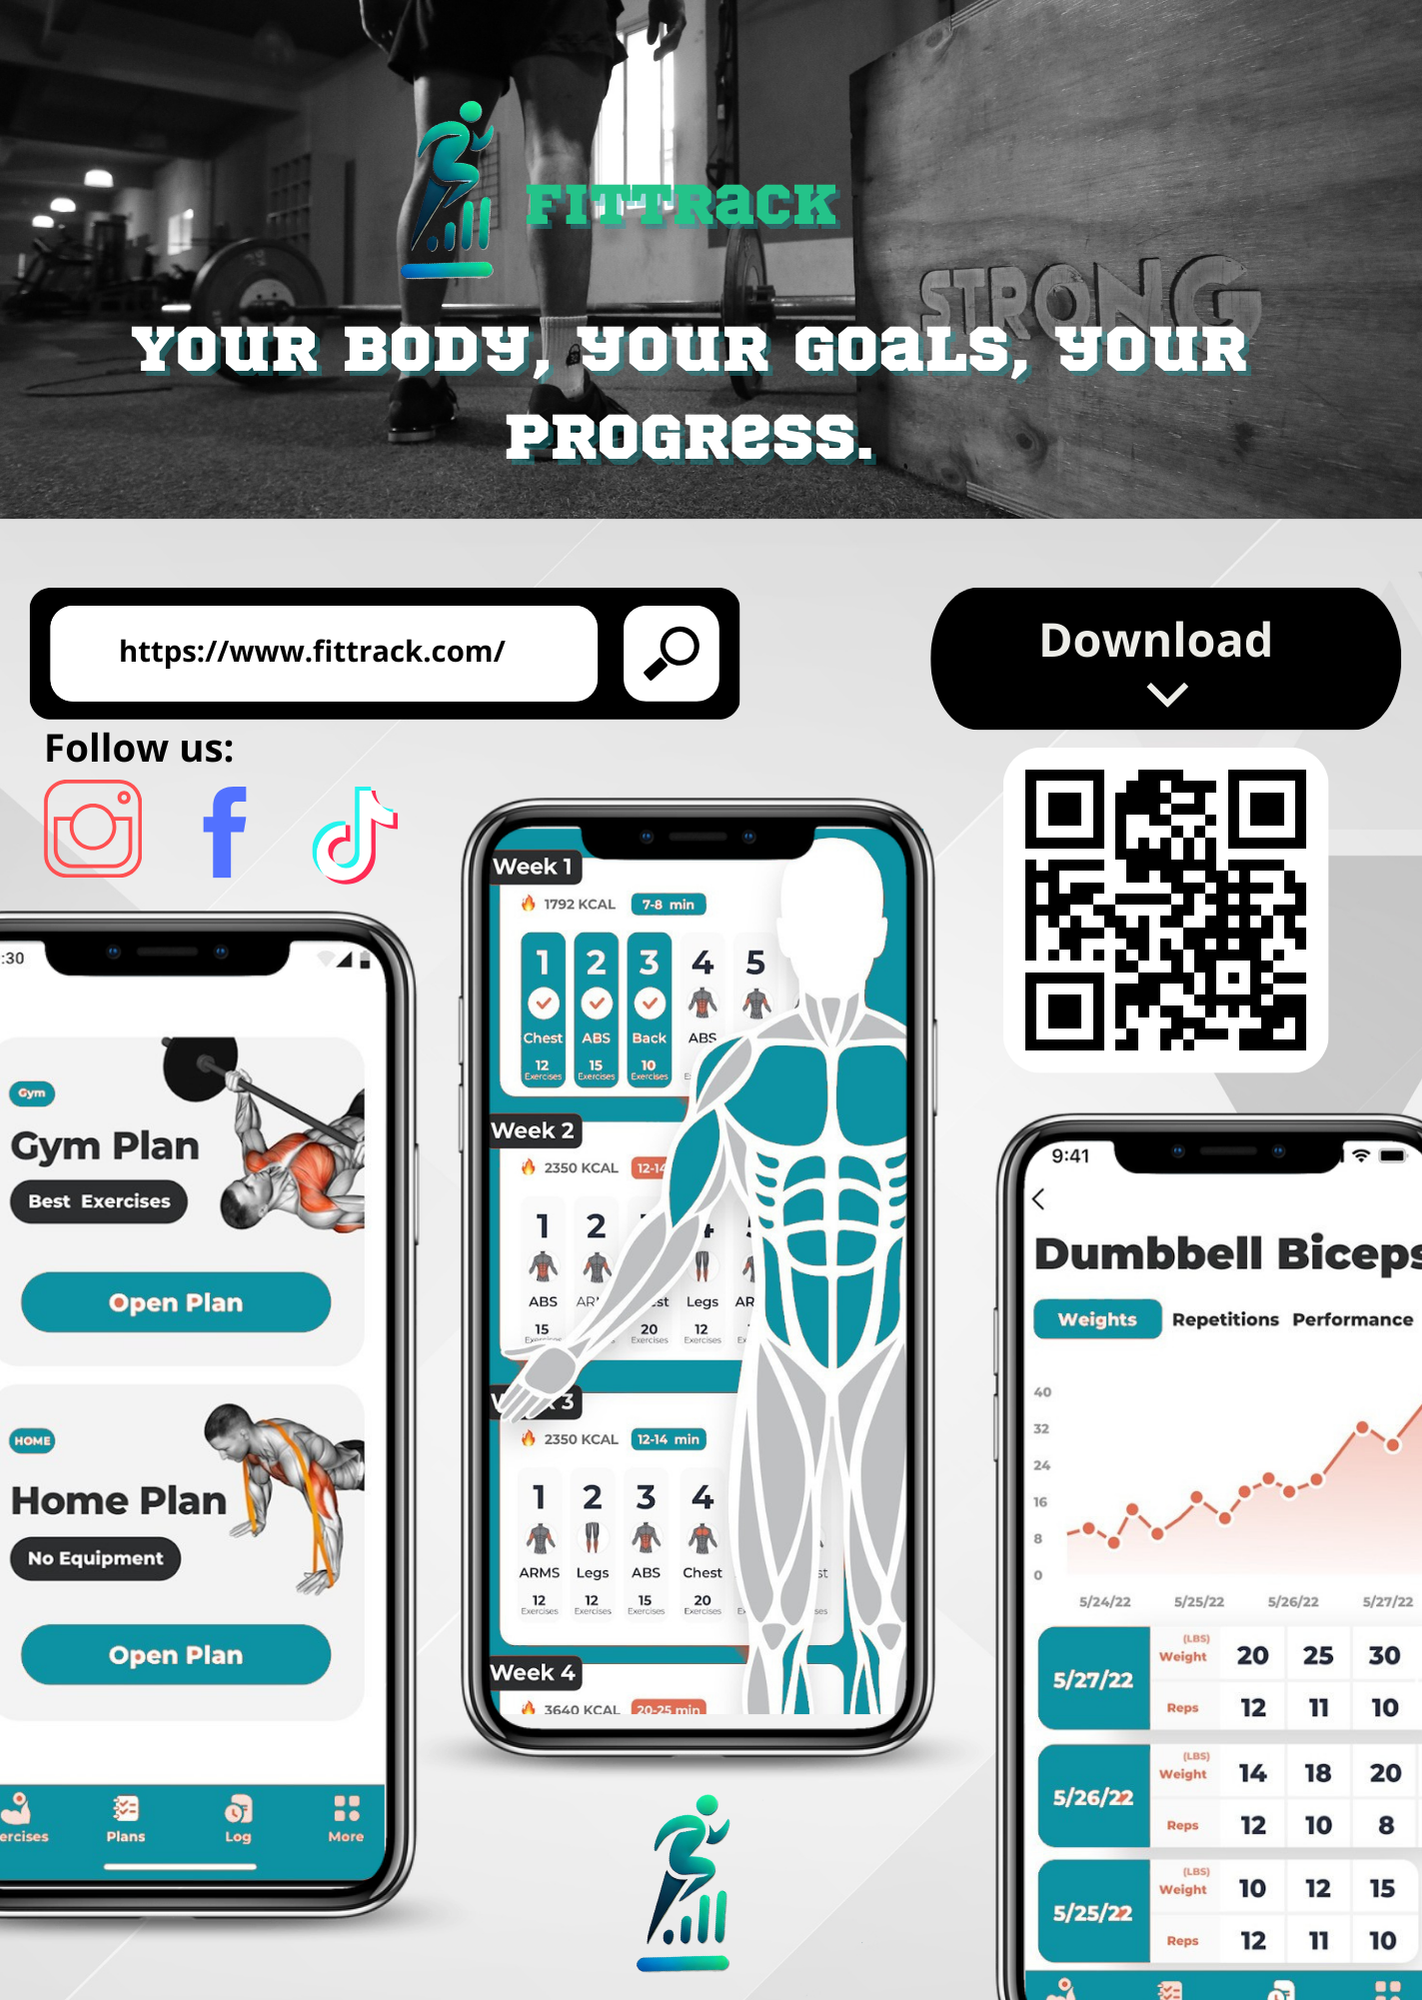 FITTRACK
STRONG
YOUR BODY, YOUR GOALS, YOUR
PROGRESS.
https://www.fittrack.com/
Download
Follow us:
:30
Gym
Gym Plan
Best Exercises
Open Plan
HOME
Home Plan
No Equipment
Open Plan
ercises Plans Log More
Week 1
1792 KCAL 7-8 min
1 2 3 4 5
Chest ABS Back ABS
12 15 10
Exercises Exercises Exercises
Week 2
2350 KCAL 12-14
1 2 4
ABS Legs AR
15 20 12
Exercises Exercises Exercises
3
2350 KCAL 12-14 min
1 2 3 4
ARMS Legs ABS Chest st
12 12 15 20
Exercises Exercises Exercises Exercises ses
Week 4
3640 KCAL 20-25 min
9:41
Dumbbell Biceps
Weights Repetitions Performance
40
32
24
16
8
0
5/24/22 5/25/22 5/26/22 5/27/22
5/27/22
(LBS)
Weight 20 25 30
Reps 12 11 10
5/26/22
(LBS)
Weight 14 18 20
Reps 12 10 8
5/25/22
(LBS)
Weight 10 12 15
Reps 12 11 10